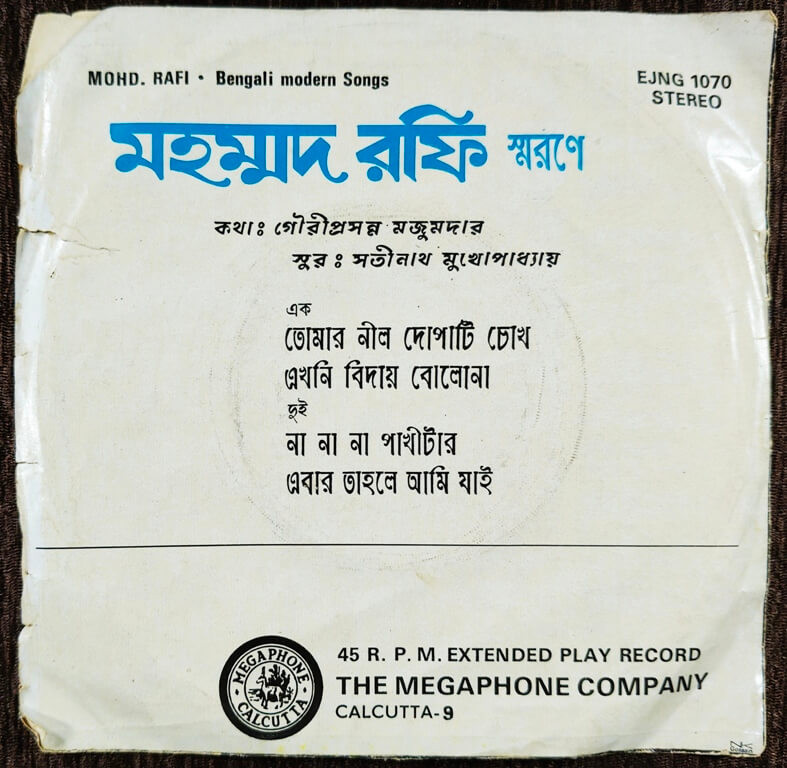 MOHD. RAFI • Bengali modern Songs
EJNG 1070
STEREO
মহম্মদ রফি স্মরণে
কথাঃ গৌরীপ্রসন্ন মজুমদার
সুরঃ সতীনাথ মুখোপাধ্যায়
এক
তোমার নীল দোপাটি চোখ
এখনি বিদায় বোলোনা
দুই
না না না পাখীটার
এবার তাহলে আমি যাই
MEGAPHONE
CALCUTTA
45 R. P. M. EXTENDED PLAY RECORD
THE MEGAPHONE COMPANY
CALCUTTA-9